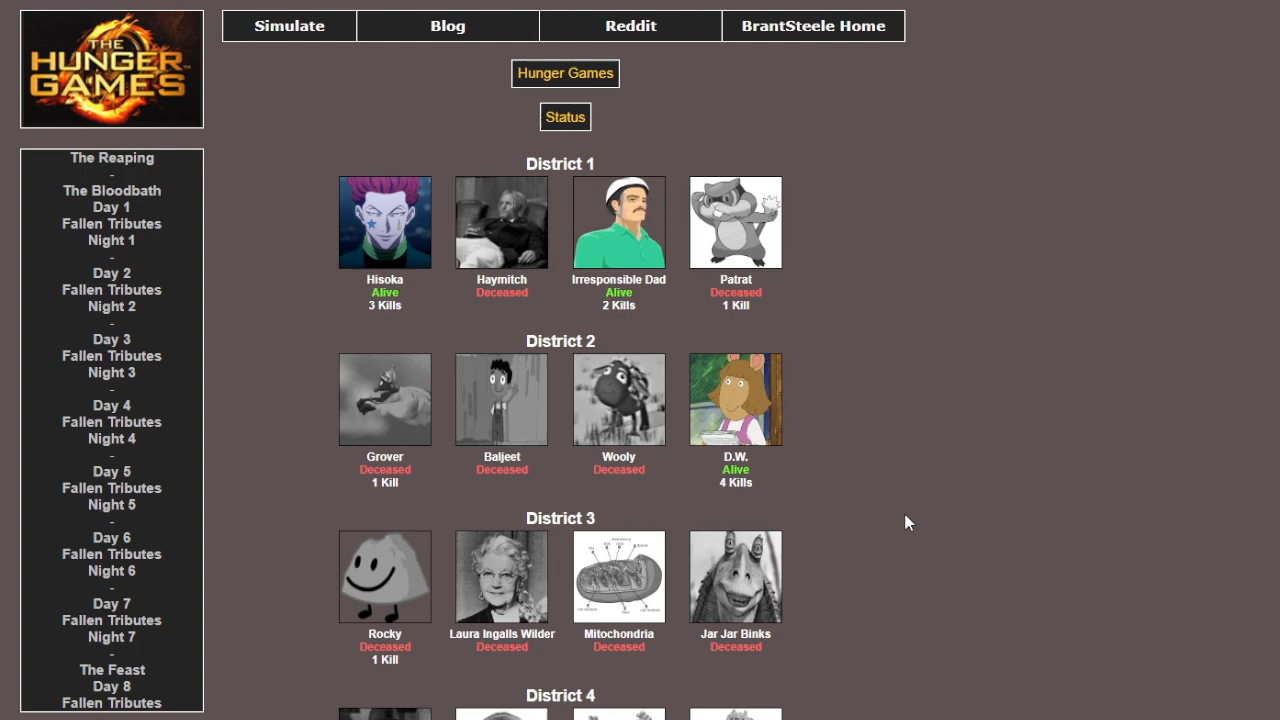 THE
HUNGER
GAMES
Simulate
Blog
Reddit
BrantSteele Home
Hunger Games
Status
The Reaping
-
The Bloodbath
Day 1
Fallen Tributes
Night 1
-
Day 2
Fallen Tributes
Night 2
-
Day 3
Fallen Tributes
Night 3
-
Day 4
Fallen Tributes
Night 4
-
Day 5
Fallen Tributes
Night 5
-
Day 6
Fallen Tributes
Night 6
-
Day 7
Fallen Tributes
Night 7
-
The Feast
Day 8
Fallen Tributes
District 1
Hisoka
Alive
3 Kills
Haymitch
Deceased
Irresponsible Dad
Alive
2 Kills
Patrat
Deceased
1 Kill
District 2
Grover
Deceased
1 Kill
Baljeet
Deceased
Wooly
Deceased
D.W.
Alive
4 Kills
District 3
Rocky
Deceased
1 Kill
Laura Ingalls Wilder
Deceased
Mitochondria
Deceased
Jar Jar Binks
Deceased
District 4